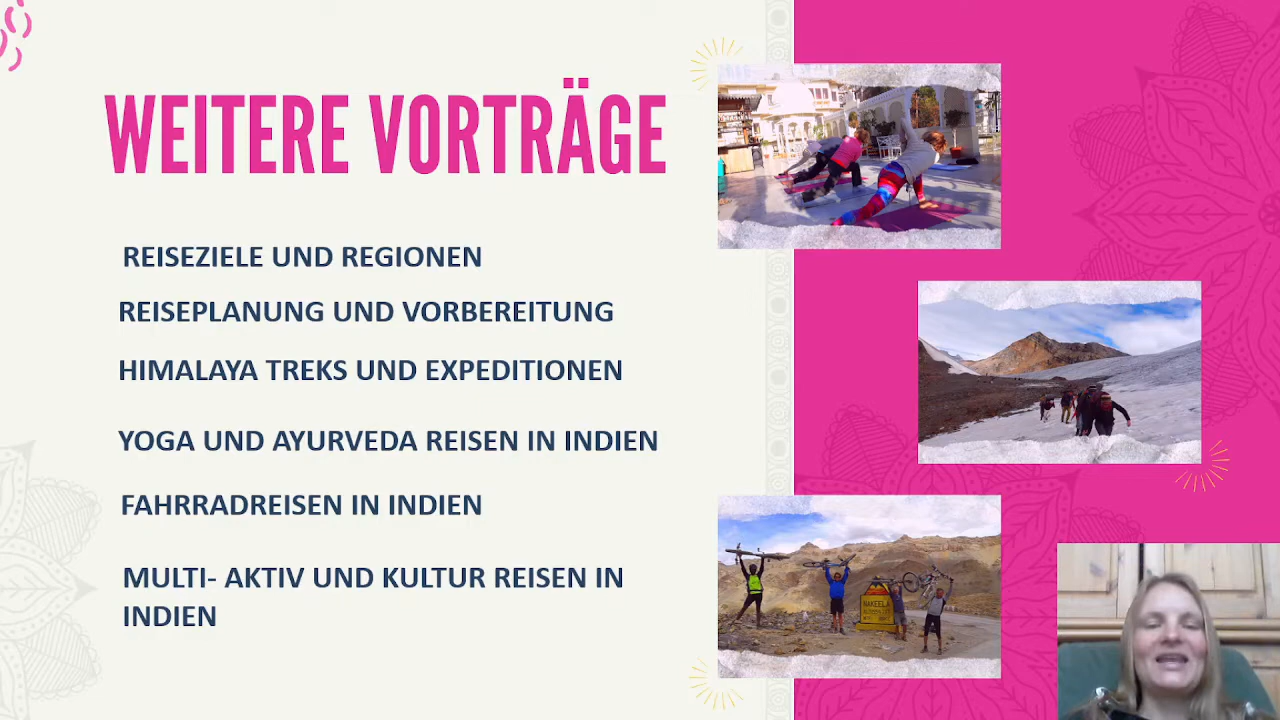 WEITERE VORTRÄGE
REISEZIELE UND REGIONEN
REISEPLANUNG UND VORBEREITUNG
HIMALAYA TREKS UND EXPEDITIONEN
YOGA UND AYURVEDA REISEN IN INDIEN
FAHRRADREISEN IN INDIEN
MULTI- AKTIV UND KULTUR REISEN IN
INDIEN